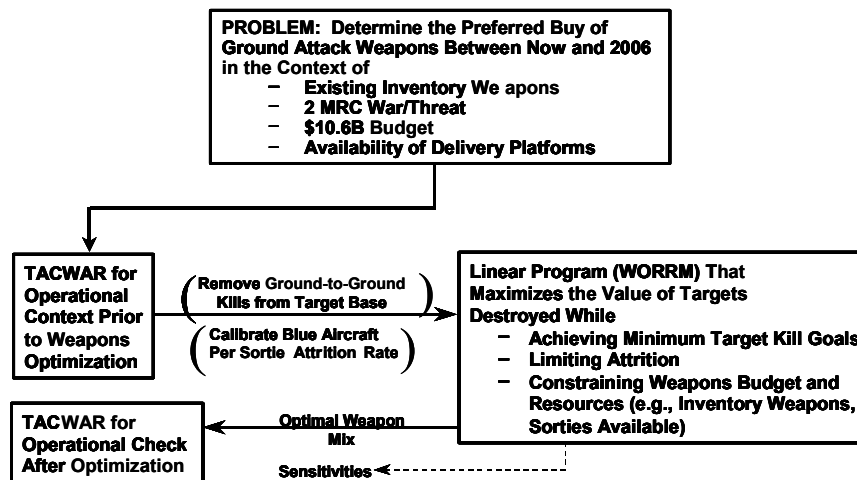 PROBLEM: Determine the Preferred Buy of
Ground Attack Weapons Between Now and 2006
in the Context of
– Existing Inventory We apons
– 2 MRC War/Threat
– $10.6B Budget
– Availability of Delivery Platforms
TACWAR for
Operational
Context Prior
to Weapons
Optimization
(Remove Ground-to-Ground
Kills from Target Base)
(Calibrate Blue Aircraft
Per Sortie Attrition Rate)
Linear Program (WORRM) That
Maximizes the Value of Targets
Destroyed While
– Achieving Minimum Target Kill Goals
– Limiting Attrition
– Constraining Weapons Budget and
Resources (e.g., Inventory Weapons,
Sorties Available)
TACWAR for
Operational Check
After Optimization
Optimal Weapon
Mix
Sensitivities